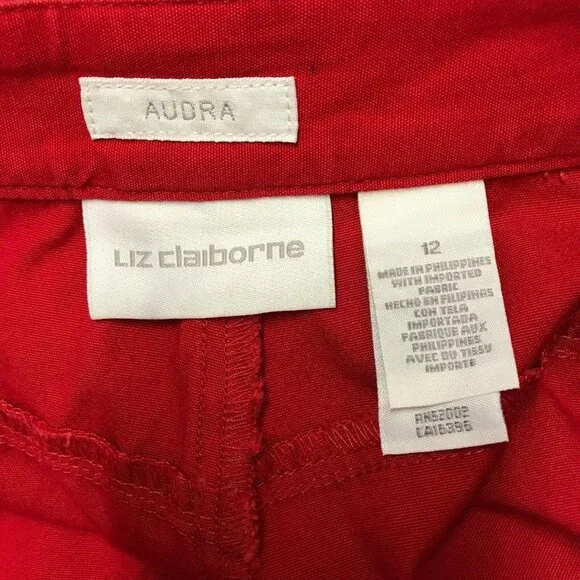 AUDRA
Liz claiborne
12
MADE IN PHILIPPINES
WITH IMPORTED
FABRIC
HECHO EN FILIPINAS
CON TELA
IMPORTADA
FABRIQUE AUX
PHILIPPINES
AVEC DU TISSU
IMPORTE
RN52002
CA16396